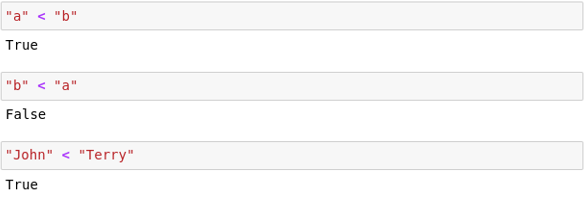 "a" < "b"
True
"b" < "a"
False
"John" < "Terry"
True